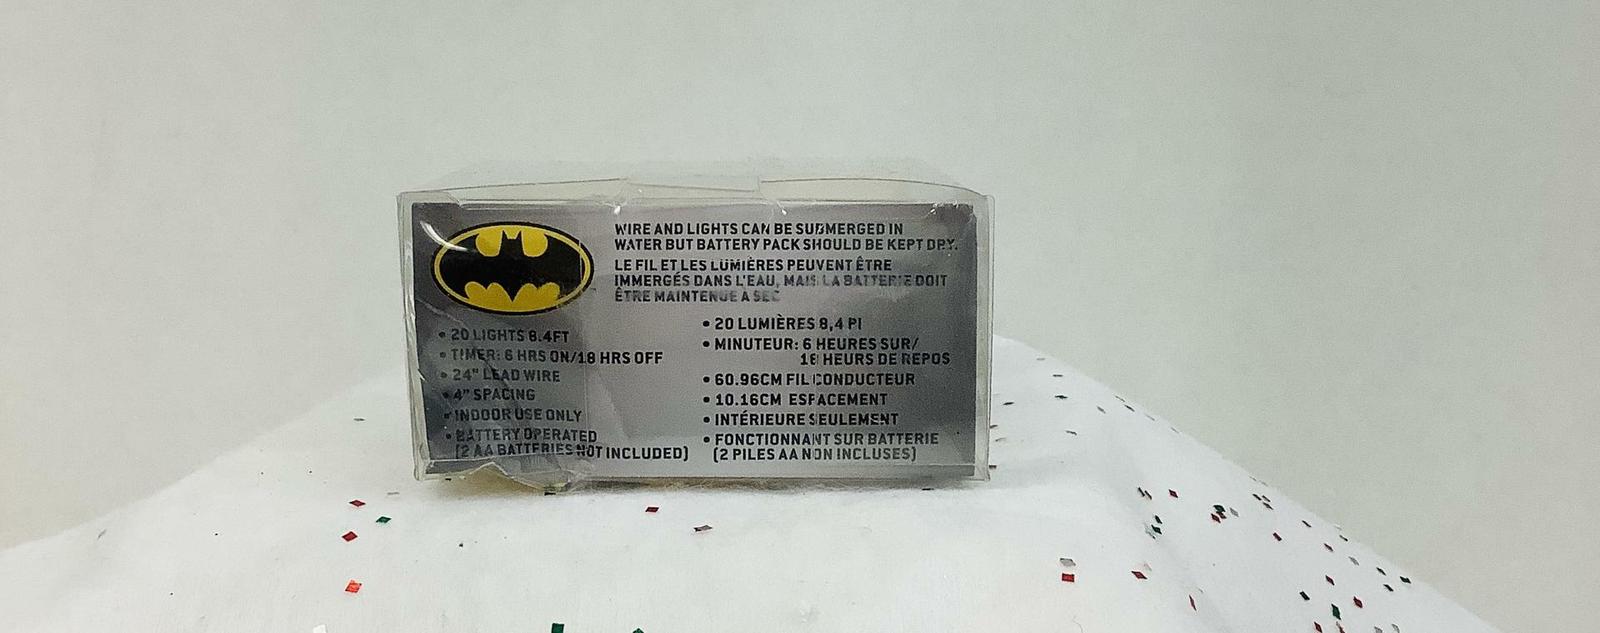 WIRE AND LIGHTS CAN BE SUBMERGED IN
WATER BUT BATTERY PACK SHOULD BE KEPT DRY.
LE FIL ET LES LUMIÈRES PEUVENT ÊTRE
IMMERGÉS DANS L'EAU, MAIS LA BATTERIE DOIT
ÊTRE MAINTENUE A SEC
• 20 LIGHTS 8.4FT
• TIMER: 6 HRS ON/18 HRS OFF
• 24" LEAD WIRE
• 4" SPACING
• INDOOR USE ONLY
• BATTERY OPERATED
(2 AA BATTERIES NOT INCLUDED)
• 20 LUMIÈRES 8,4 PI
• MINUTEUR: 6 HEURES SUR/
18 HEURS DE REPOS
• 60.96CM FIL CONDUCTEUR
• 10.16CM ESPACEMENT
• INTÉRIEURE SEULEMENT
• FONCTIONNANT SUR BATTERIE
(2 PILES AA NON INCLUSES)